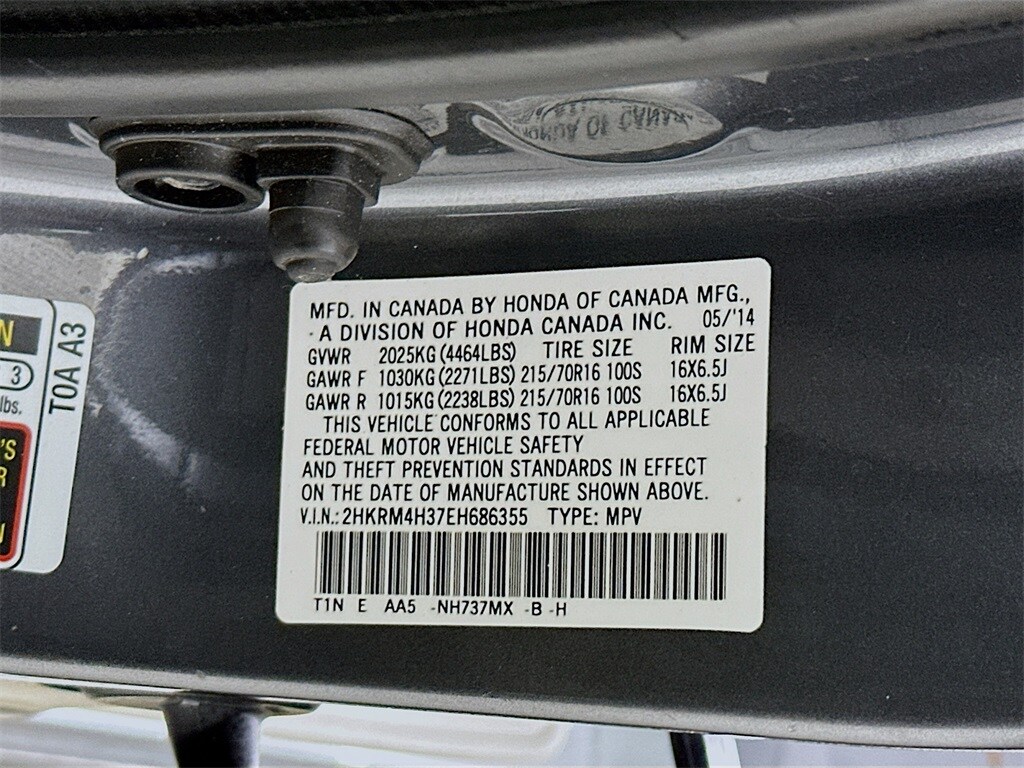 MFD. IN CANADA BY HONDA OF CANADA MFG.,
A DIVISION OF HONDA CANADA INC. 05/'14
GVWR 2025KG (4464LBS) TIRE SIZE RIM SIZE
GAWR F 1030KG (2271LBS) 215/70R16 100S 16X6.5J
GAWR R 1015KG (2238LBS) 215/70R16 100S 16X6.5J
THIS VEHICLE CONFORMS TO ALL APPLICABLE
FEDERAL MOTOR VEHICLE SAFETY
AND THEFT PREVENTION STANDARDS IN EFFECT
ON THE DATE OF MANUFACTURE SHOWN ABOVE.
V.I.N.: 2HKRM4H37EH686355 TYPE: MPV
T1N E AA5 -NH737MX -B -H
N
3
lbs.
'S
R
N
T0A A3